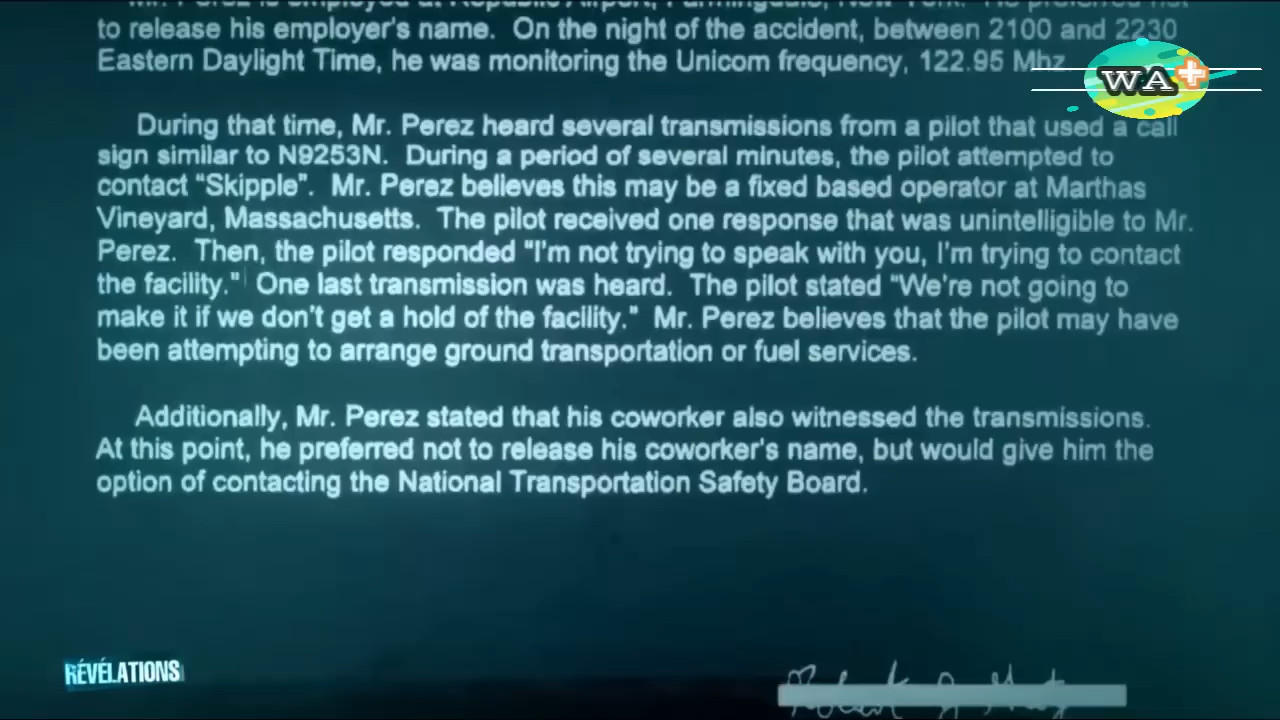 to release his employer's name. On the night of the accident, between 2100 and 2230
Eastern Daylight Time, he was monitoring the Unicom frequency, 122.95 Mhz
WA+
During that time, Mr. Perez heard several transmissions from a pilot that used a call
sign similar to N9253N. During a period of several minutes, the pilot attempted to
contact “Skipple”. Mr. Perez believes this may be a fixed based operator at Marthas
Vineyard, Massachusetts. The pilot received one response that was unintelligible to Mr.
Perez. Then, the pilot responded “I'm not trying to speak with you, I'm trying to contact
the facility.” One last transmission was heard. The pilot stated “We're not going to
make it if we don't get a hold of the facility.” Mr. Perez believes that the pilot may have
been attempting to arrange ground transportation or fuel services.
Additionally, Mr. Perez stated that his coworker also witnessed the transmissions.
At this point, he preferred not to release his coworker's name, but would give him the
option of contacting the National Transportation Safety Board.
RÉVÉLATIONS